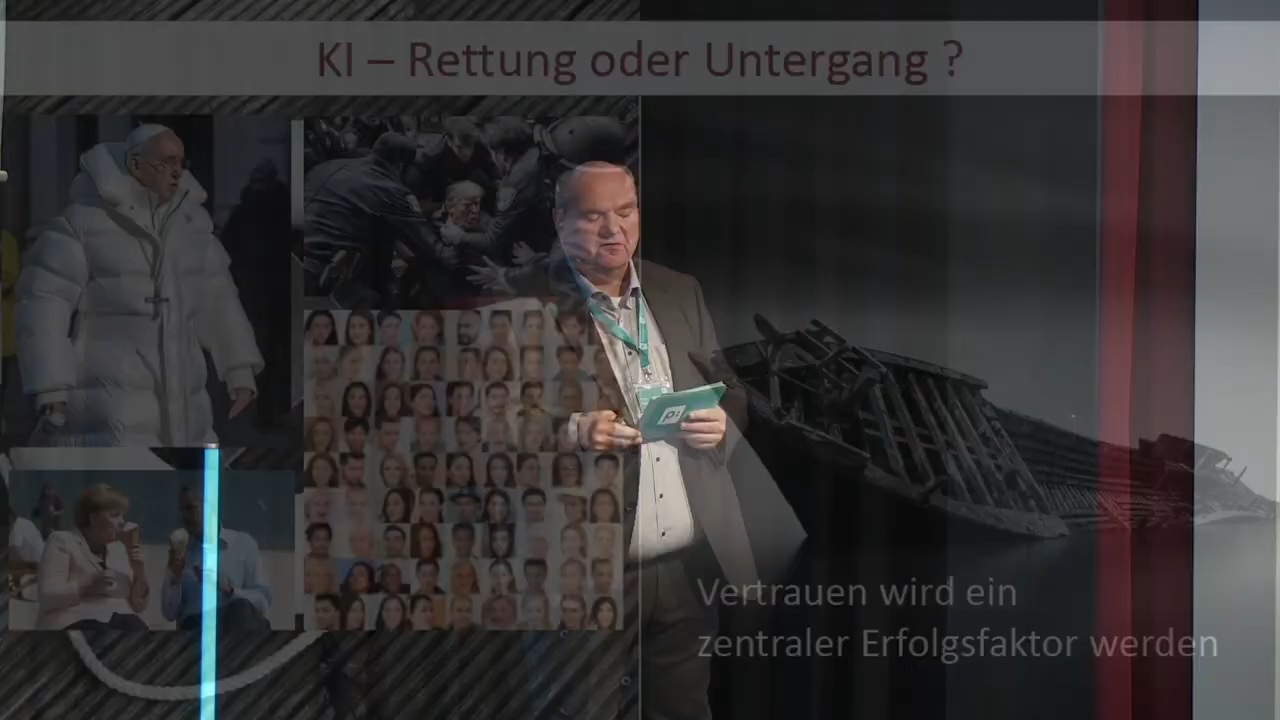 KI – Rettung oder Untergang ?
p:
Vertrauen wird ein
zentraler Erfolgsfaktor werden